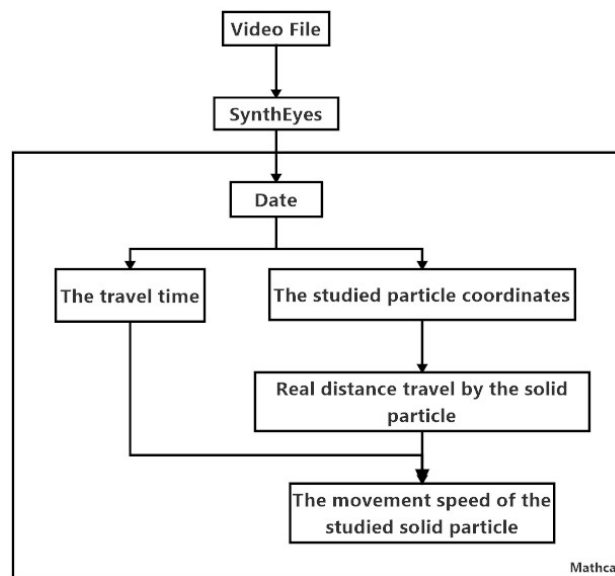 Video File
SynthEyes
Date
The travel time
The studied particle coordinates
Real distance travel by the solid
particle
The movement speed of the
studied solid particle
Mathca